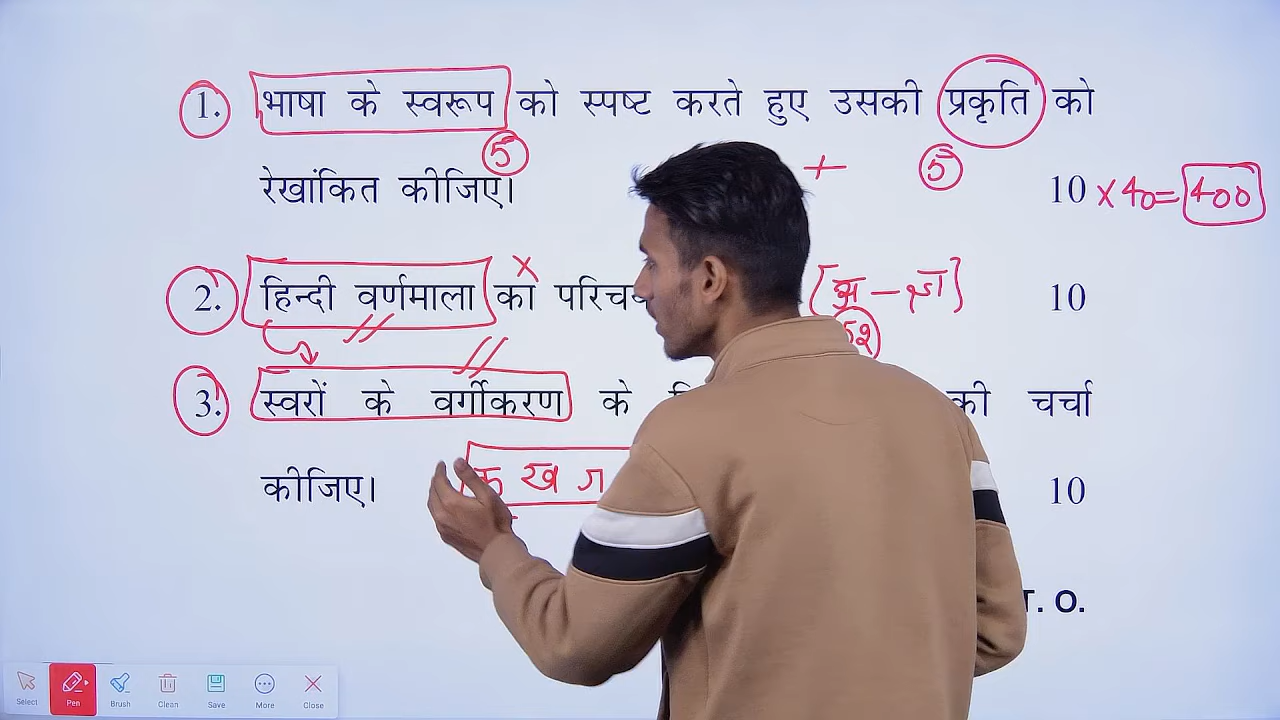 1. भाषा के स्वरूप को स्पष्ट करते हुए उसकी प्रकृति को
5 + 5
रेखांकित कीजिए। 10 × 40 = 400
2. हिन्दी वर्णमाला का [अ – ज्ञ] 10
52
3. स्वरों के वर्गीकरण के की चर्चा
कीजिए। क ख ग 10
T. O.
Select Pen Brush Clean Save More Close